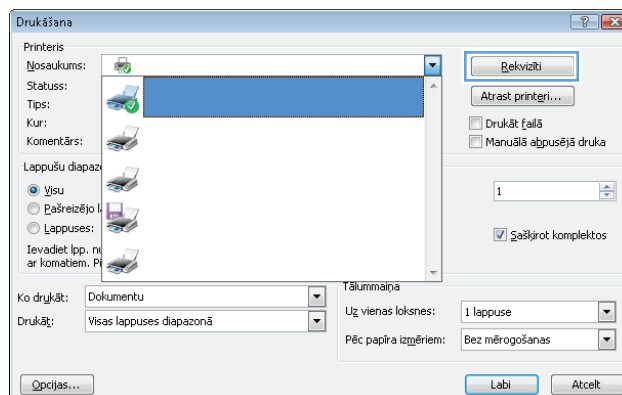 Drukāšana
Printeris
Nosaukums:
Rekvizīti
Statuss:
Tips:
Atrast printeri...
Kur:
Drukāt failā
Komentārs:
Manuālā abpusējā druka
Lappušu diapazo
Visu
1
Pašreizējo l
Lappuses:
Sašķirot komplektos
Ievadiet lpp. nu
ar komatiem. Pi
Tālummaiņa
Ko drukāt: Dokumentu
Uz vienas loksnes: 1 lappuse
Drukāt: Visas lappuses diapazonā
Pēc papīra izmēriem: Bez mērogošanas
Opcijas...
Labi
Atcelt